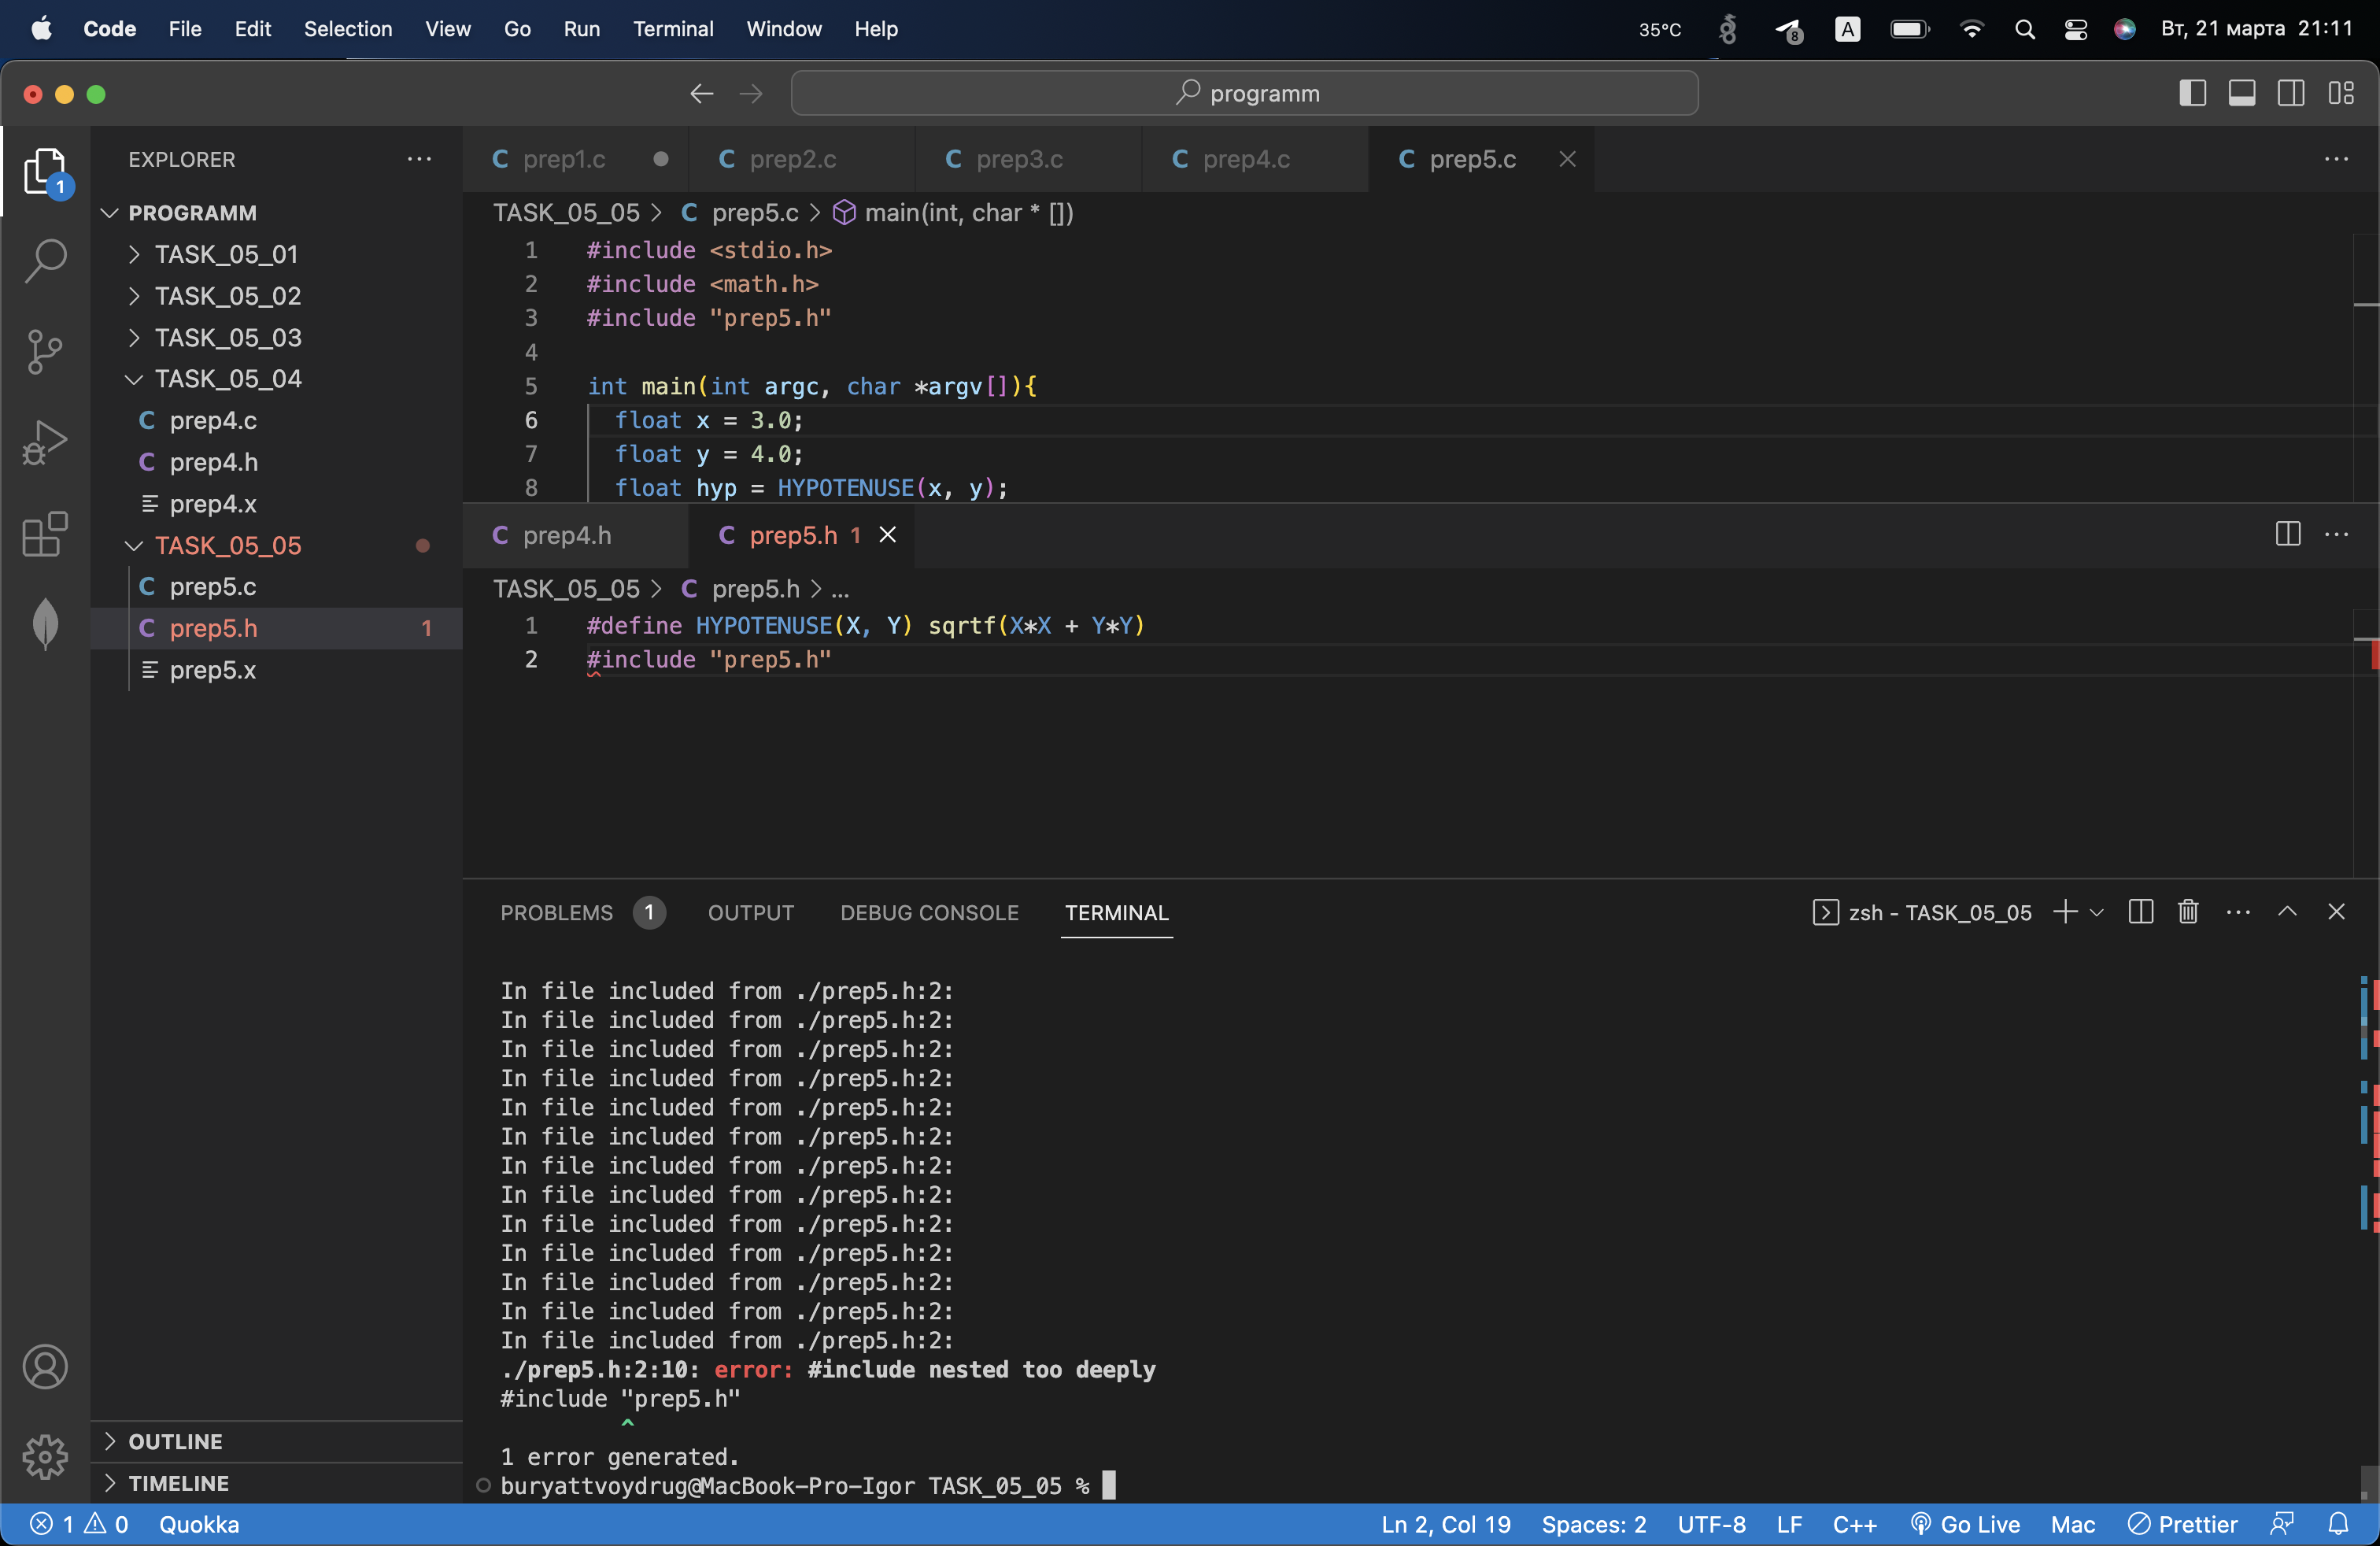 Code File Edit Selection View Go Run Terminal Window Help 35°C 8 A Вт, 21 марта 21:11
programm
EXPLORER
PROGRAMM
TASK_05_01
TASK_05_02
TASK_05_03
TASK_05_04
C prep4.c
C prep4.h
prep4.x
TASK_05_05
C prep5.c
C prep5.h 1
prep5.x
OUTLINE
TIMELINE
1
C prep1.c C prep2.c C prep3.c C prep4.c C prep5.c
TASK_05_05 > C prep5.c > main(int, char * [])
1 #include <stdio.h>
2 #include <math.h>
3 #include "prep5.h"
4
5 int main(int argc, char *argv[]){
6 float x = 3.0;
7 float y = 4.0;
8 float hyp = HYPOTENUSE(x, y);
C prep4.h C prep5.h 1
TASK_05_05 > C prep5.h > ...
1 #define HYPOTENUSE(X, Y) sqrtf(X*X + Y*Y)
2 #include "prep5.h"
PROBLEMS 1 OUTPUT DEBUG CONSOLE TERMINAL zsh - TASK_05_05
In file included from ./prep5.h:2:
In file included from ./prep5.h:2:
In file included from ./prep5.h:2:
In file included from ./prep5.h:2:
In file included from ./prep5.h:2:
In file included from ./prep5.h:2:
In file included from ./prep5.h:2:
In file included from ./prep5.h:2:
In file included from ./prep5.h:2:
In file included from ./prep5.h:2:
In file included from ./prep5.h:2:
In file included from ./prep5.h:2:
In file included from ./prep5.h:2:
./prep5.h:2:10: error: #include nested too deeply
#include "prep5.h"
^
1 error generated.
buryattvoydrug@MacBook-Pro-Igor TASK_05_05 %
1 0 Quokka Ln 2, Col 19 Spaces: 2 UTF-8 LF C++ Go Live Mac Prettier